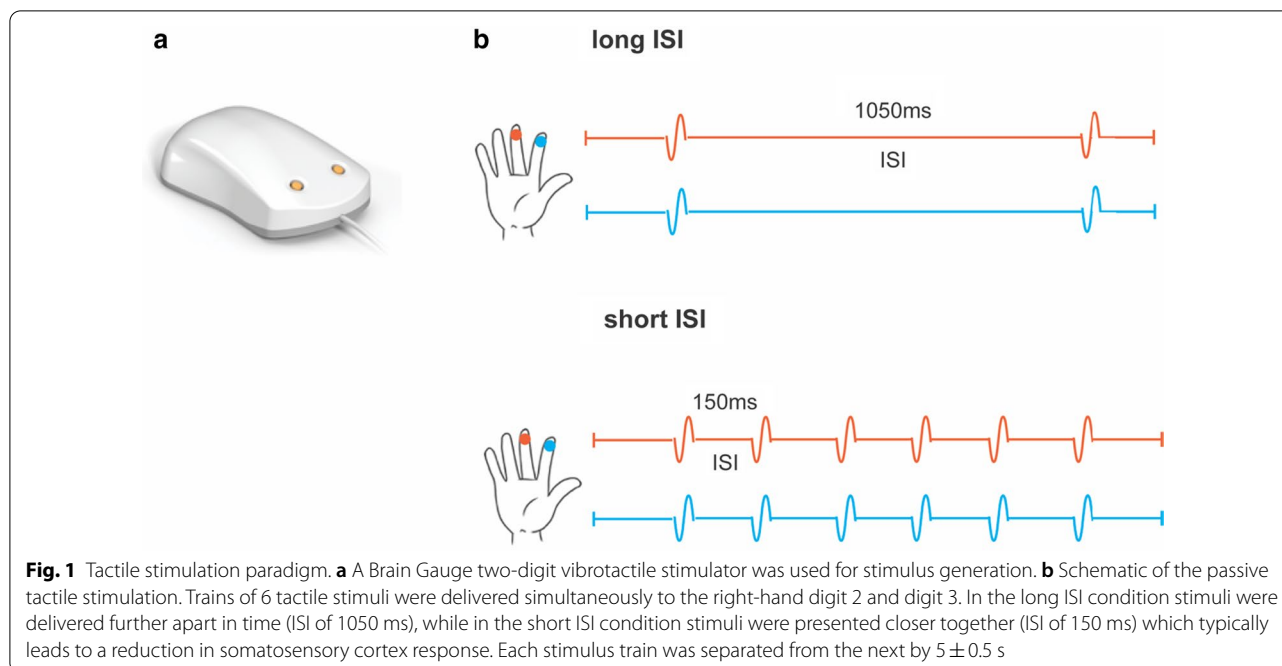 a
b
long ISI
1050ms
ISI
short ISI
150ms
ISI
Fig. 1 Tactile stimulation paradigm. a A Brain Gauge two-digit vibrotactile stimulator was used for stimulus generation. b Schematic of the passive
tactile stimulation. Trains of 6 tactile stimuli were delivered simultaneously to the right-hand digit 2 and digit 3. In the long ISI condition stimuli were
delivered further apart in time (ISI of 1050 ms), while in the short ISI condition stimuli were presented closer together (ISI of 150 ms) which typically
leads to a reduction in somatosensory cortex response. Each stimulus train was separated from the next by 5 ± 0.5 s